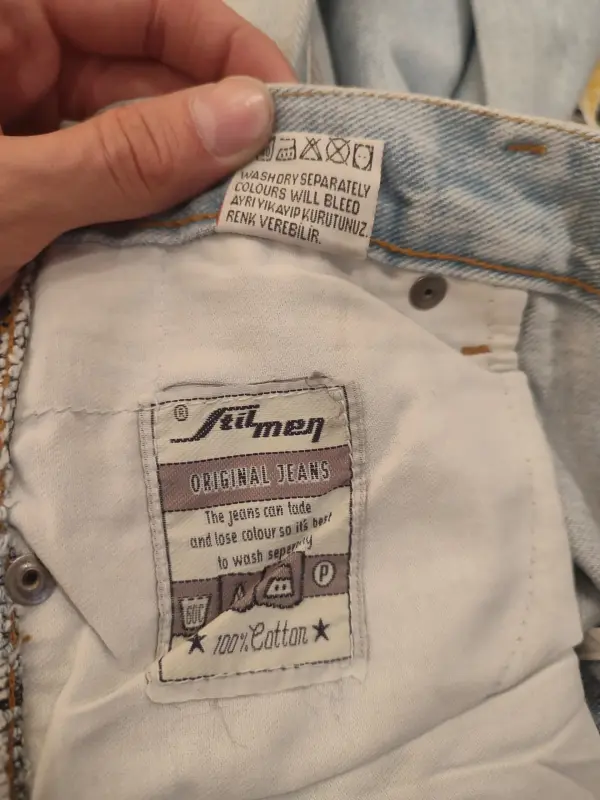 WASH DRY SEPARATELY
COLOURS WILL BLEED
AYRI YIKAYIP KURUTUNUZ.
RENK VEREBİLİR.
® Stilmen
ORIGINAL JEANS
The jeans can fade
and lose colour so it's best
to wash
60C P
100% Cotton